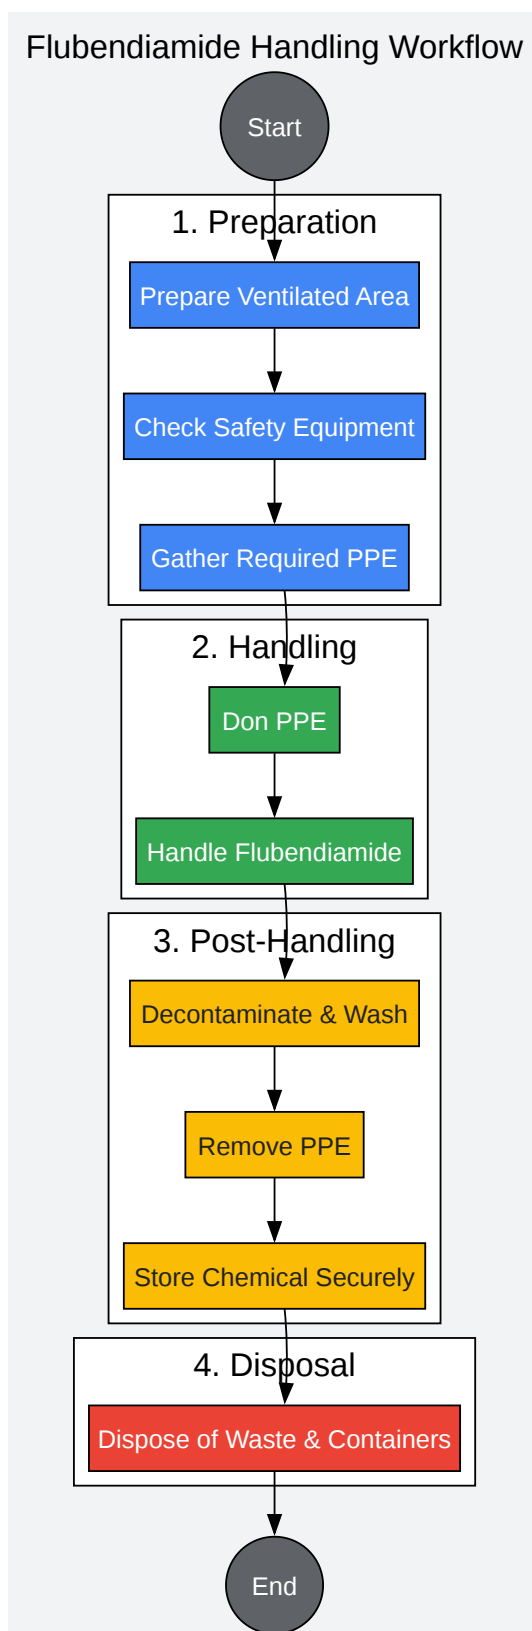 Flubendiamide Handling Workflow
Start
1. Preparation
Prepare Ventilated Area
Check Safety Equipment
Gather Required PPE
2. Handling
Don PPE
Handle Flubendiamide
3. Post-Handling
Decontaminate & Wash
Remove PPE
Store Chemical Securely
4. Disposal
Dispose of Waste & Containers
End